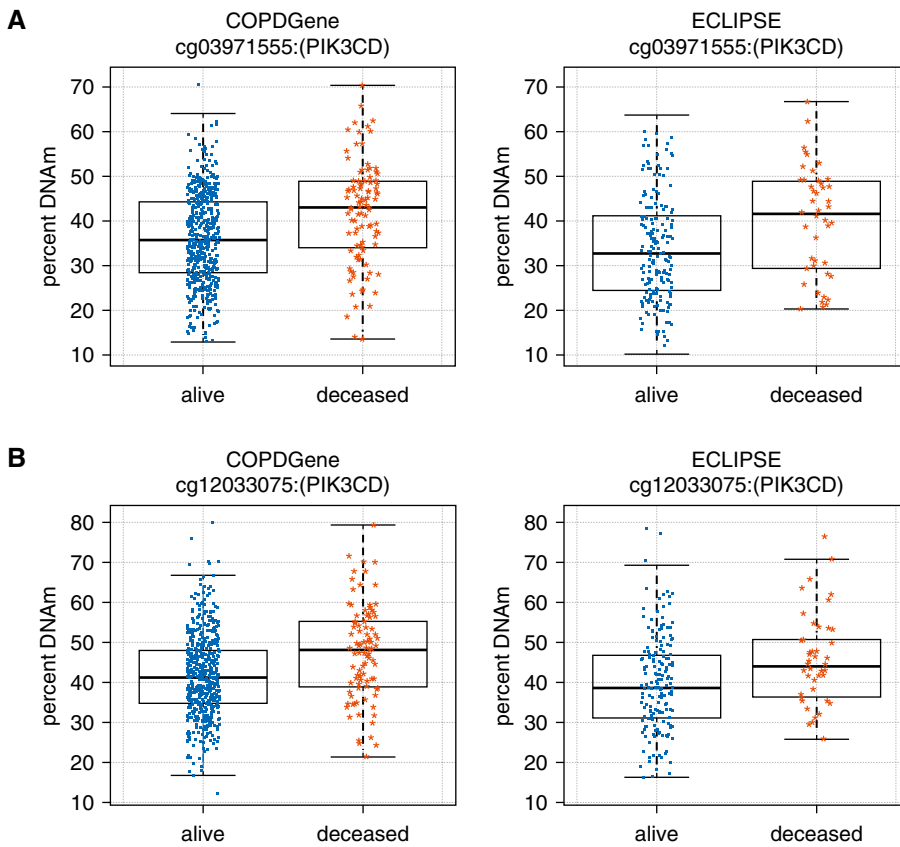 A
COPDGene
cg03971555:(PIK3CD)
percent DNAm
70
60
50
40
30
20
10
alive
deceased
ECLIPSE
cg03971555:(PIK3CD)
percent DNAm
70
60
50
40
30
20
10
alive
deceased
B
COPDGene
cg12033075:(PIK3CD)
percent DNAm
80
70
60
50
40
30
20
10
alive
deceased
ECLIPSE
cg12033075:(PIK3CD)
percent DNAm
80
70
60
50
40
30
20
10
alive
deceased